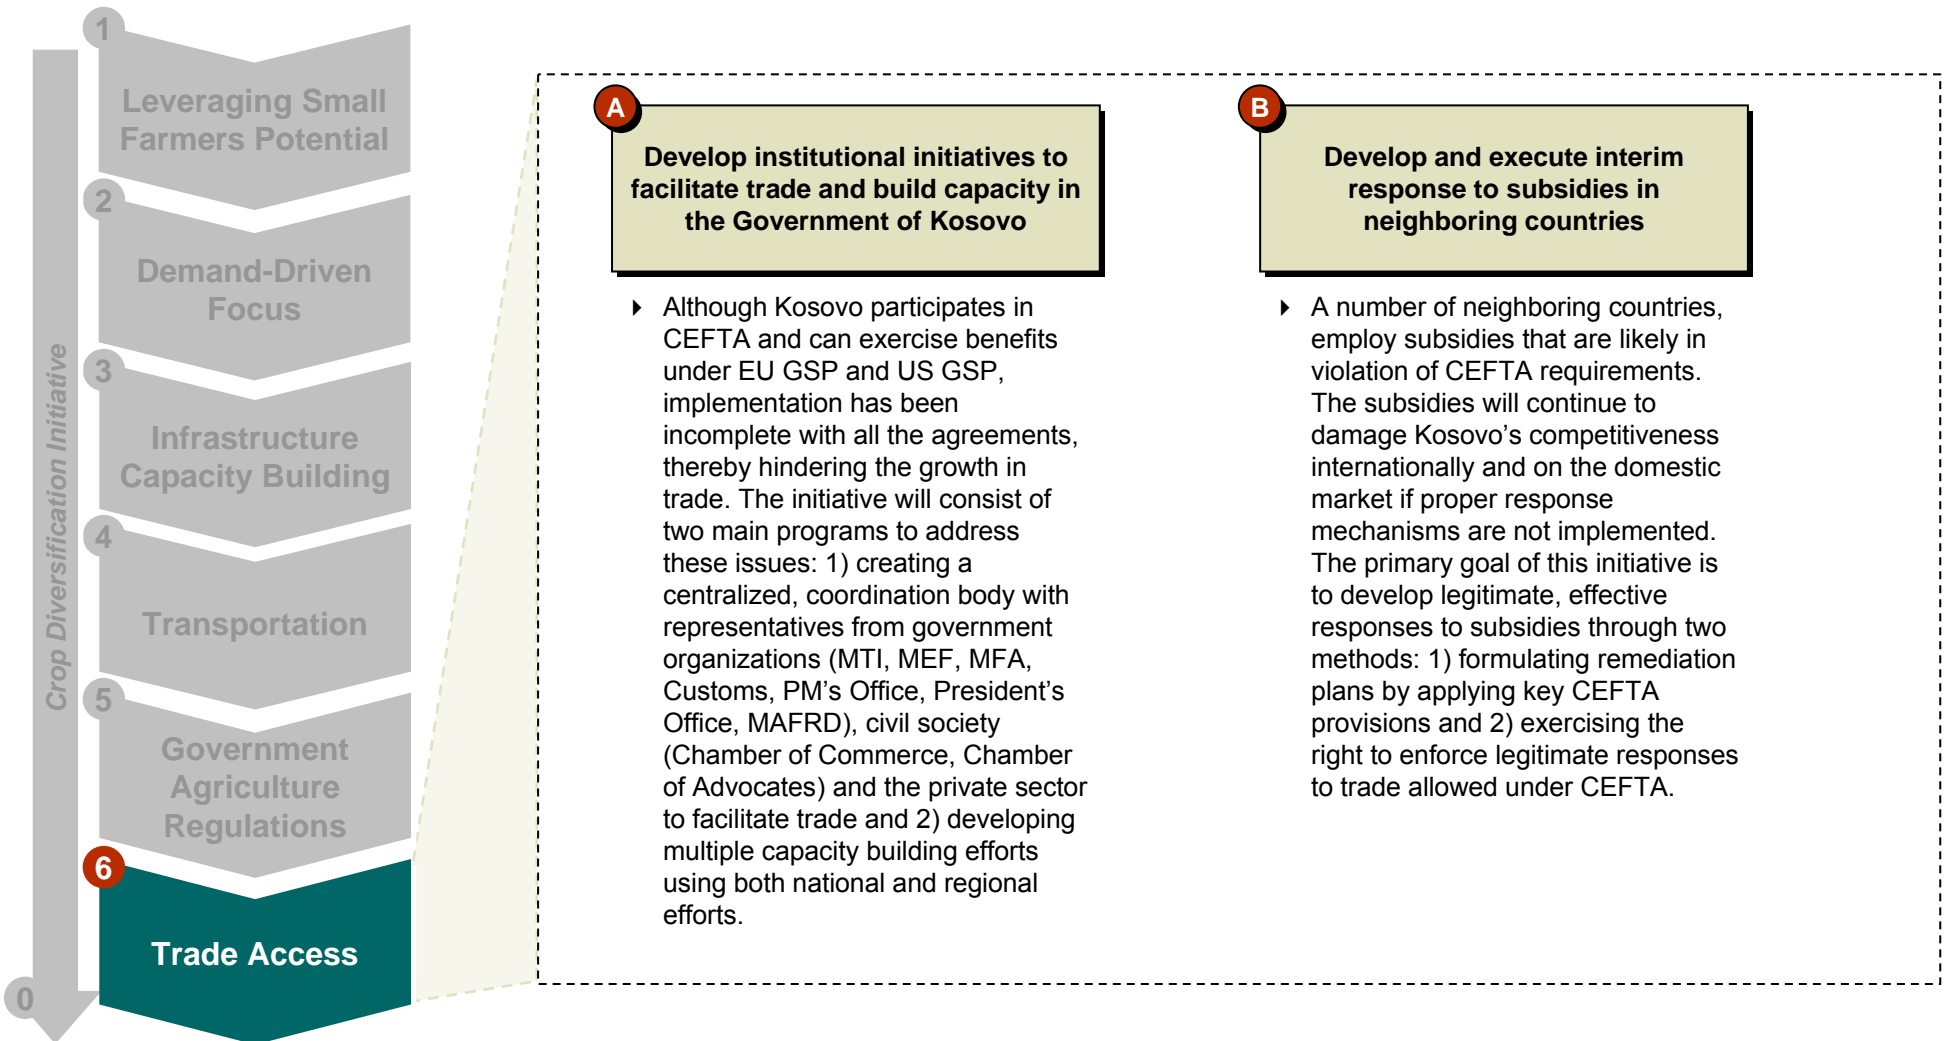 1
Leveraging Small
Farmers Potential
2
Demand-Driven
Focus
3
Infrastructure
Capacity Building
4
Transportation
5
Government
Agriculture
Regulations
6
Trade Access
0
Crop Diversification Initiative
A
Develop institutional initiatives to
facilitate trade and build capacity in
the Government of Kosovo
Although Kosovo participates in
CEFTA and can exercise benefits
under EU GSP and US GSP,
implementation has been
incomplete with all the agreements,
thereby hindering the growth in
trade. The initiative will consist of
two main programs to address
these issues: 1) creating a
centralized, coordination body with
representatives from government
organizations (MTI, MEF, MFA,
Customs, PM’s Office, President’s
Office, MAFRD), civil society
(Chamber of Commerce, Chamber
of Advocates) and the private sector
to facilitate trade and 2) developing
multiple capacity building efforts
using both national and regional
efforts.
B
Develop and execute interim
response to subsidies in
neighboring countries
A number of neighboring countries,
employ subsidies that are likely in
violation of CEFTA requirements.
The subsidies will continue to
damage Kosovo’s competitiveness
internationally and on the domestic
market if proper response
mechanisms are not implemented.
The primary goal of this initiative is
to develop legitimate, effective
responses to subsidies through two
methods: 1) formulating remediation
plans by applying key CEFTA
provisions and 2) exercising the
right to enforce legitimate responses
to trade allowed under CEFTA.